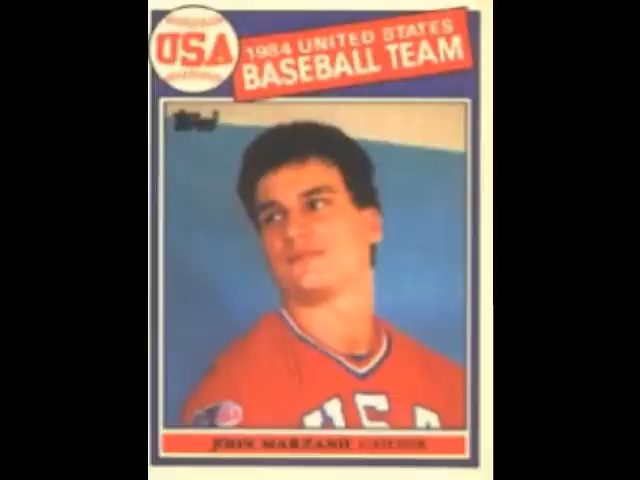 USA
1984 UNITED STATES
BASEBALL TEAM
Topps
USA
JOHN MARZANO CATCHER